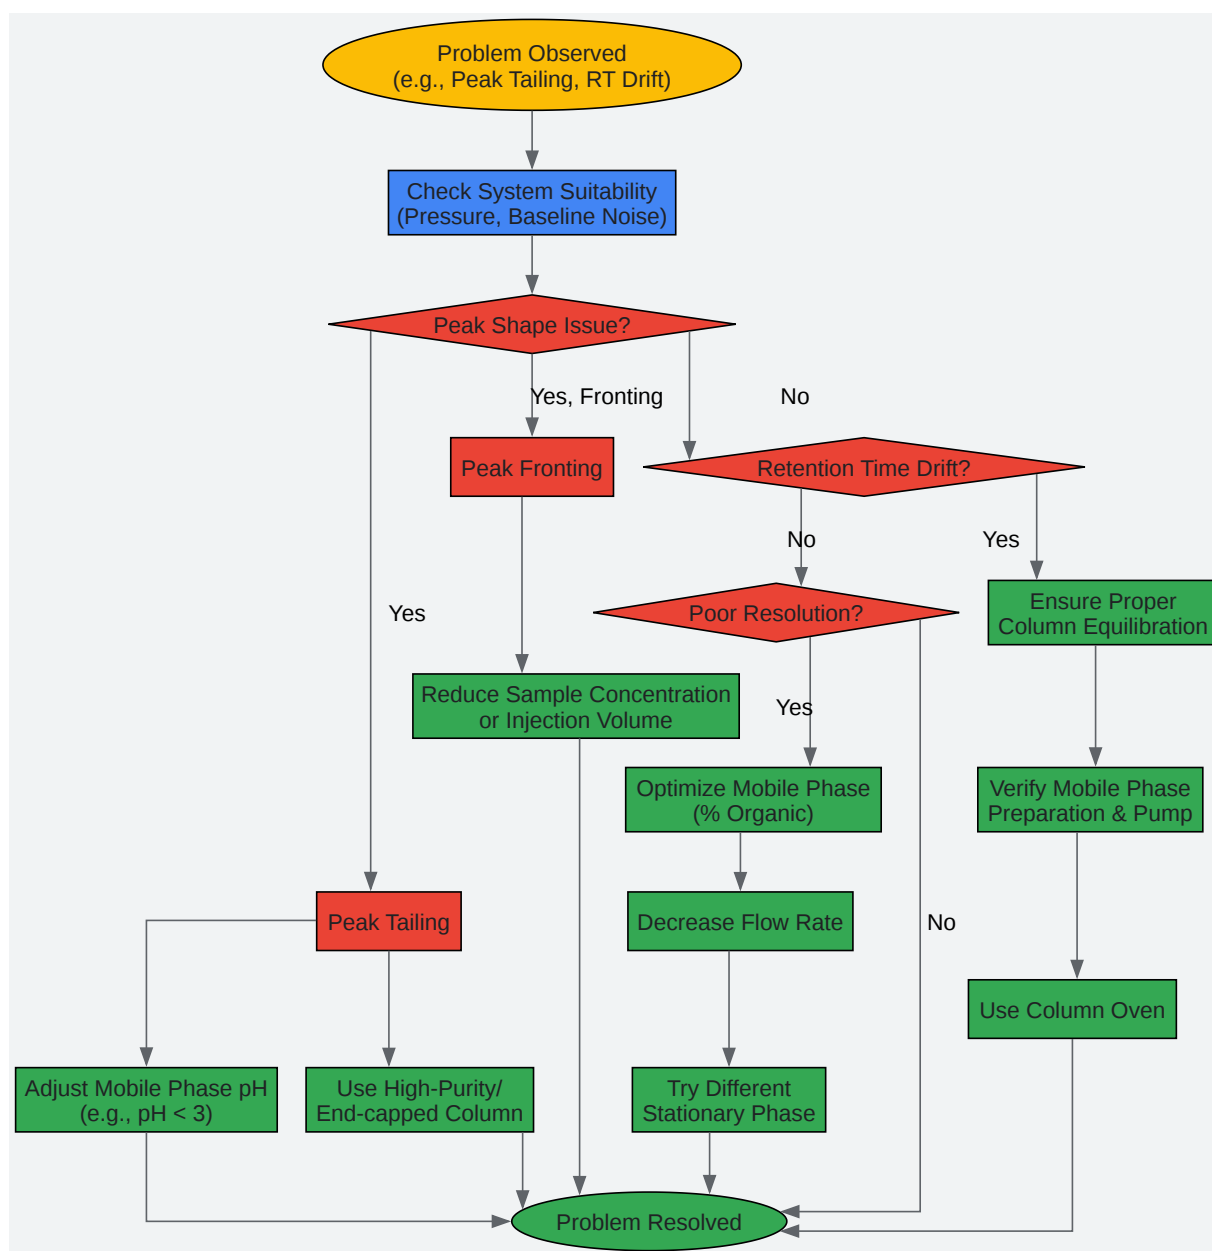 Problem Observed
(e.g., Peak Tailing, RT Drift)
Check System Suitability
(Pressure, Baseline Noise)
Peak Shape Issue?
Yes, Fronting
No
Peak Fronting
Retention Time Drift?
No
Yes
Yes
Poor Resolution?
Ensure Proper
Column Equilibration
Reduce Sample Concentration
or Injection Volume
Yes
Optimize Mobile Phase
(% Organic)
Verify Mobile Phase
Preparation & Pump
Peak Tailing
Decrease Flow Rate
No
Use Column Oven
Adjust Mobile Phase pH
(e.g., pH < 3)
Use High-Purity/
End-capped Column
Try Different
Stationary Phase
Problem Resolved